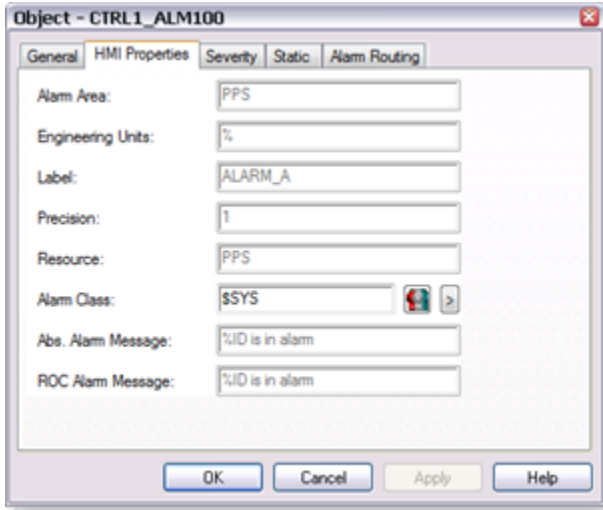 Object - CTRL1_ALM100
General HMI Properties Severity Static Alarm Routing
Alarm Area: PPS
Engineering Units: %
Label: ALARM_A
Precision: 1
Resource: PPS
Alarm Class: $SYS >
Abs. Alarm Message: %ID is in alarm
ROC Alarm Message: %ID is in alarm
OK Cancel Apply Help